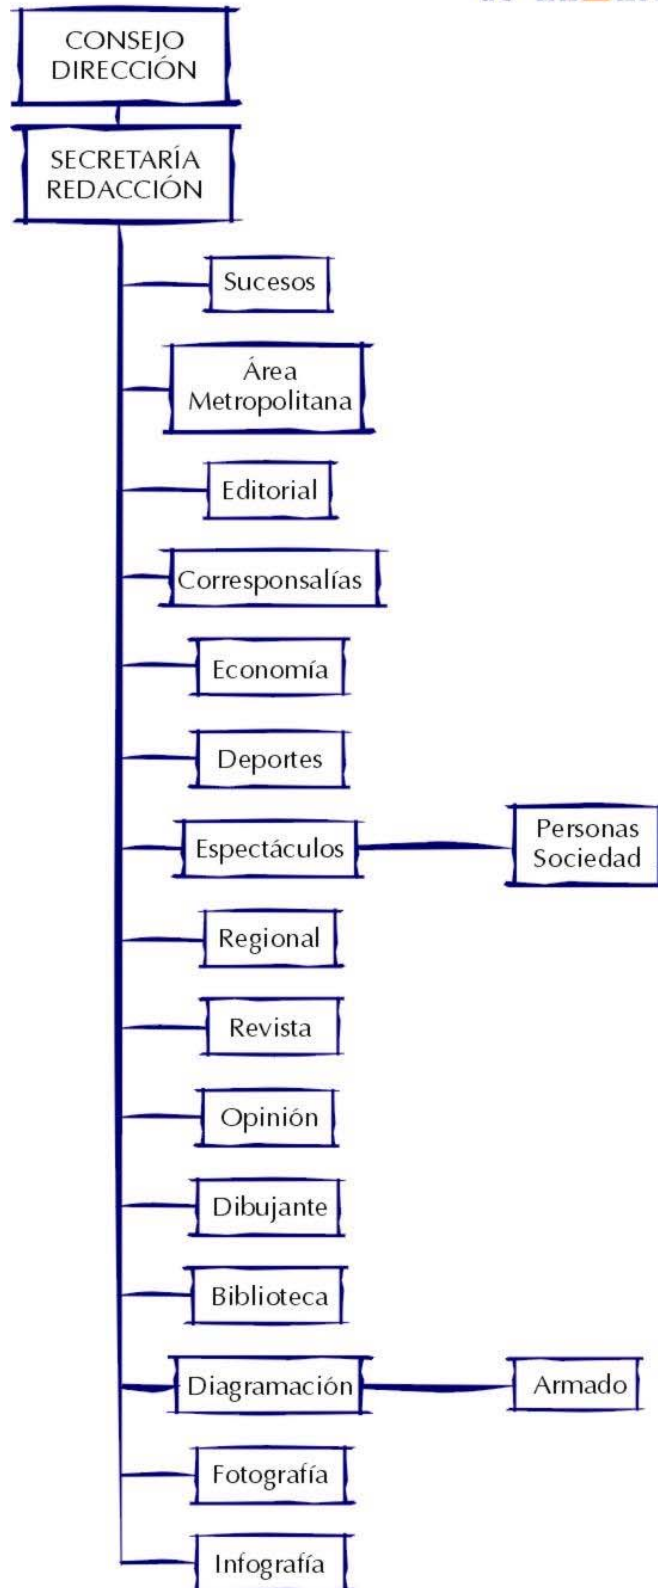 CONSEJO
DIRECCIÓN
SECRETARÍA
REDACCIÓN
Sucesos
Área
Metropolitana
Editorial
Corresponsalías
Economía
Deportes
Espectáculos
Personas
Sociedad
Regional
Revista
Opinión
Dibujante
Biblioteca
Diagramación
Armado
Fotografía
Infografía